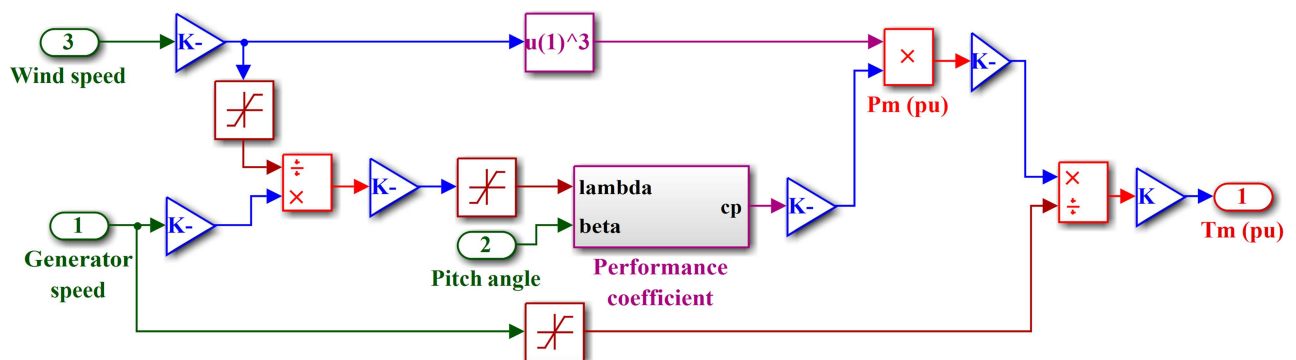 3
Wind speed
K-
u(1)^3
×
Pm (pu)
K-
÷
×
K-
lambda
beta
cp
Performance
coefficient
K-
2
Pitch angle
1
Generator
speed
K-
×
÷
K
1
Tm (pu)